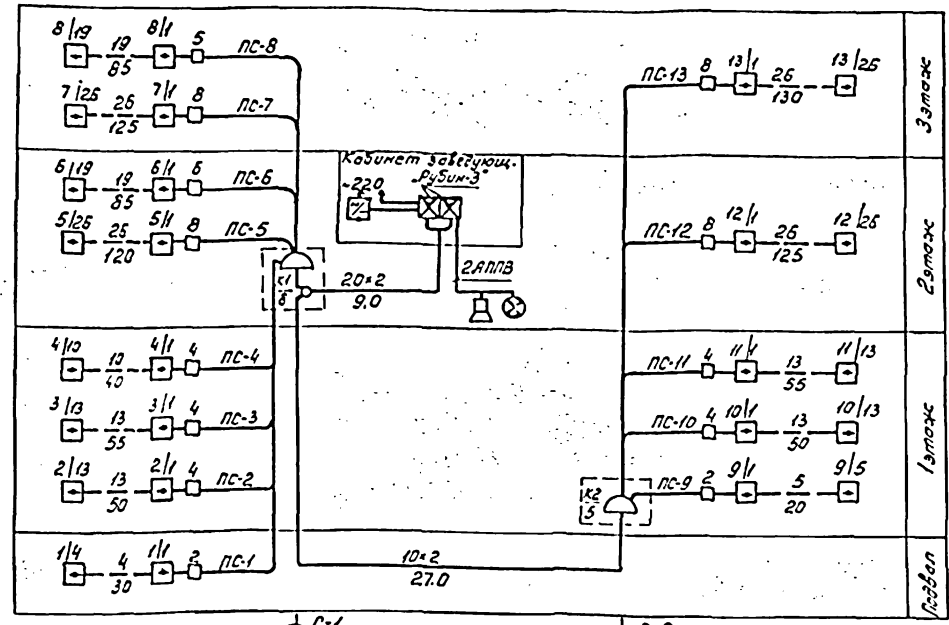 8/19 19/85 8/1 5 ПС-8
7/26 26/125 7/1 8 ПС-7
ПС-13 8 13/1 26/130 13/26
3 этаж
6/19 19/85 6/1 6 ПС-6
5/26 26/120 5/1 8 ПС-5
Кабинет заведующ.
"Рубин-3"
~220
К1/8
20×2
9,0
2АППВ
ПС-12 8 12/1 26/125 12/26
2 этаж
4/10 10/40 4/1 4 ПС-4
3/13 13/55 3/1 4 ПС-3
2/13 13/50 2/1 4 ПС-2
ПС-11 4 11/1 13/55 11/13
ПС-10 4 10/1 13/50 10/13
К2/5
ПС-9 2 9/1 5/20 9/5
1 этаж
1/4 4/30 1/1 2 ПС-1
10×2
27.0
Подвал